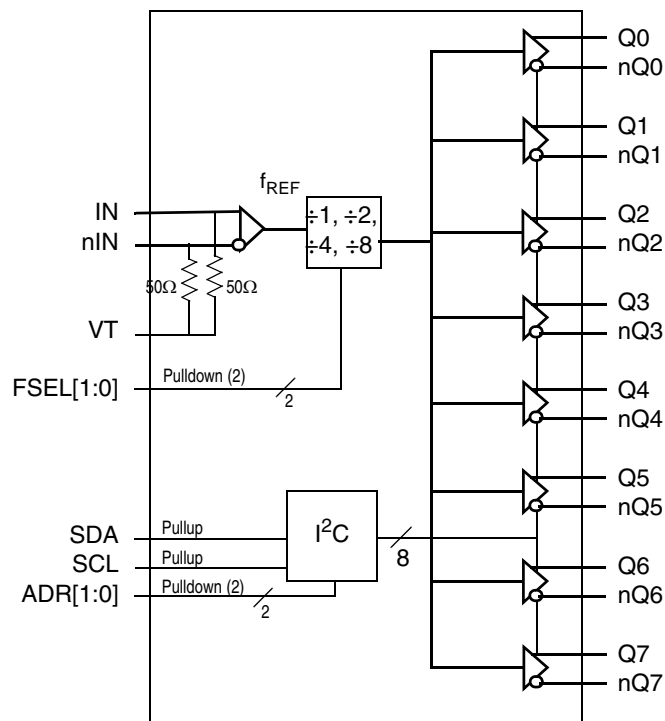 Q0
nQ0
Q1
nQ1
fREF
IN
÷1, ÷2,
Q2
nIN
÷4, ÷8
nQ2
50Ω
50Ω
Q3
VT
nQ3
FSEL[1:0]
Pulldown (2)
2
Q4
nQ4
Q5
nQ5
SDA
Pullup
I²C
8
SCL
Pullup
Q6
ADR[1:0]
Pulldown (2)
2
nQ6
Q7
nQ7